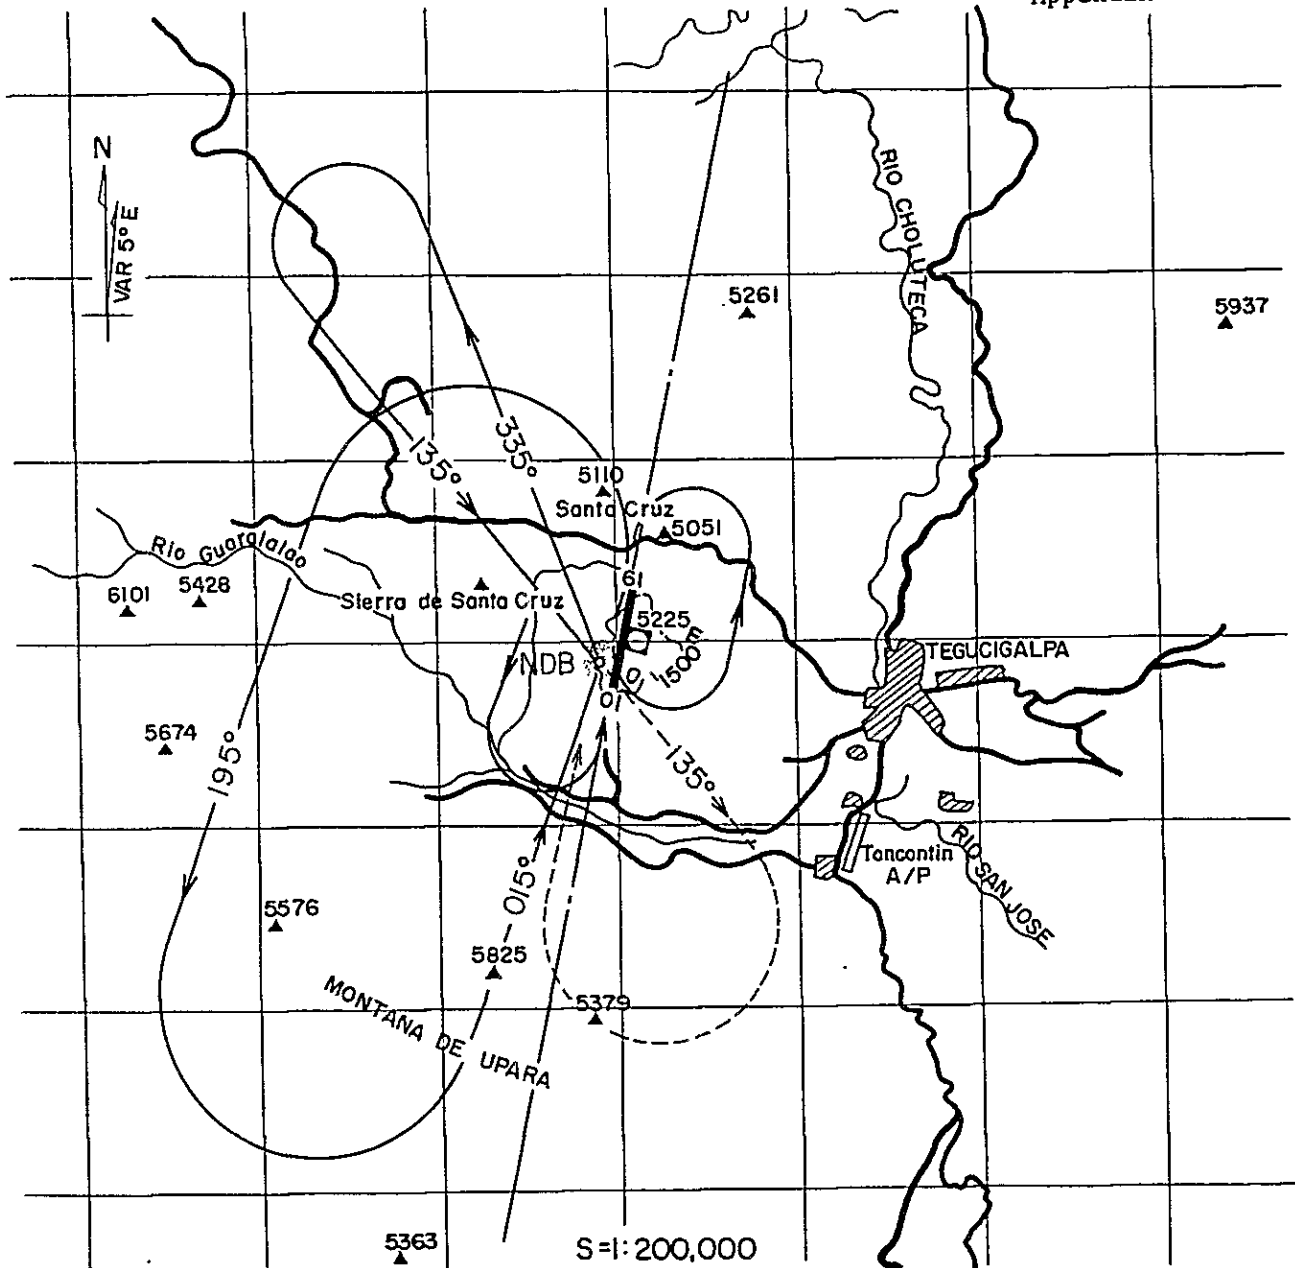 N
VAR 5°E
RIO CHOLUTECA
5261
5937
335°
135°
5110
Santa Cruz
5051
Rio Guaralalao
6101
5428
Sierra de Santa Cruz
19
5225
1500m
NDB
01
01
TEGUCIGALPA
5674
195°
135°
015°
Toncontin
A/P
RIO SAN JOSE
5576
5825
5379
MONTANA DE UPARA
5363
S=1:200,000